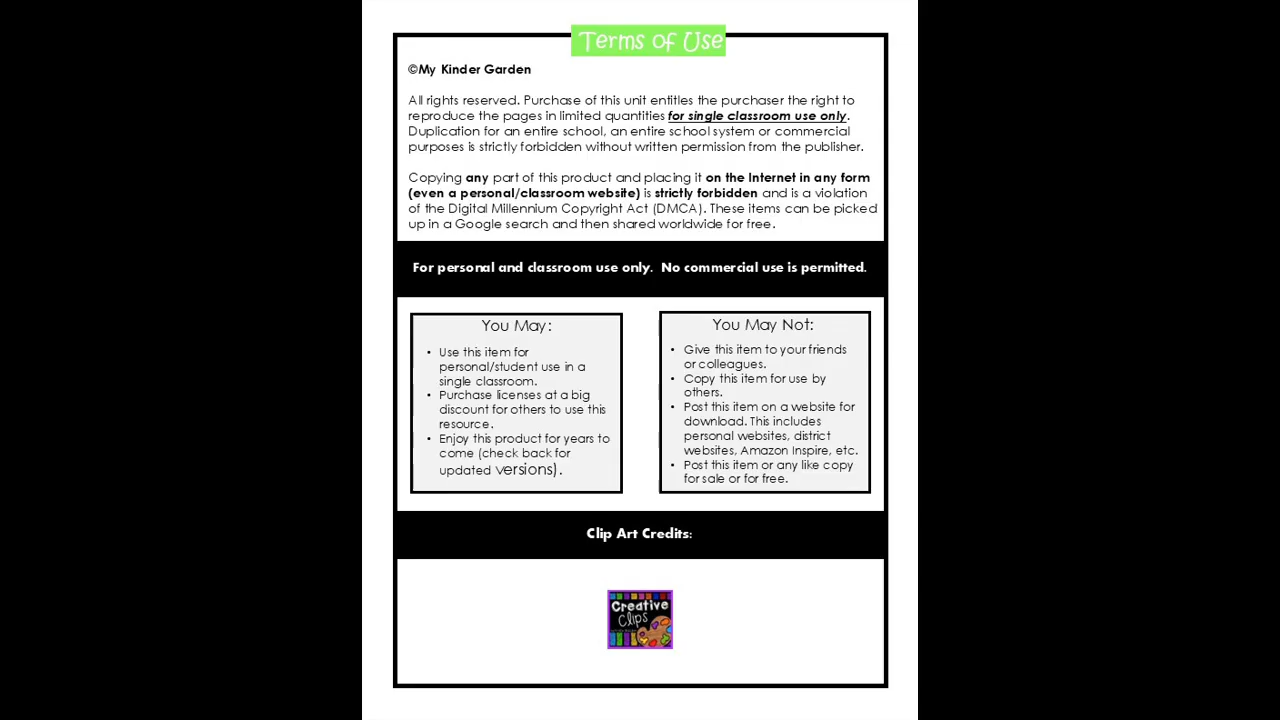 Terms of Use
©My Kinder Garden
All rights reserved. Purchase of this unit entitles the purchaser the right to
reproduce the pages in limited quantities for single classroom use only.
Duplication for an entire school, an entire school system or commercial
purposes is strictly forbidden without written permission from the publisher.
Copying any part of this product and placing it on the Internet in any form
(even a personal/classroom website) is strictly forbidden and is a violation
of the Digital Millennium Copyright Act (DMCA). These items can be picked
up in a Google search and then shared worldwide for free.
For personal and classroom use only.  No commercial use is permitted.
You May:
• Use this item for
personal/student use in a
single classroom.
• Purchase licenses at a big
discount for others to use this
resource.
• Enjoy this product for years to
come (check back for
updated versions).
You May Not:
• Give this item to your friends
or colleagues.
• Copy this item for use by
others.
• Post this item on a website for
download. This includes
personal websites, district
websites, Amazon Inspire, etc.
• Post this item or any like copy
for sale or for free.
Clip Art Credits:
Creative
Clips